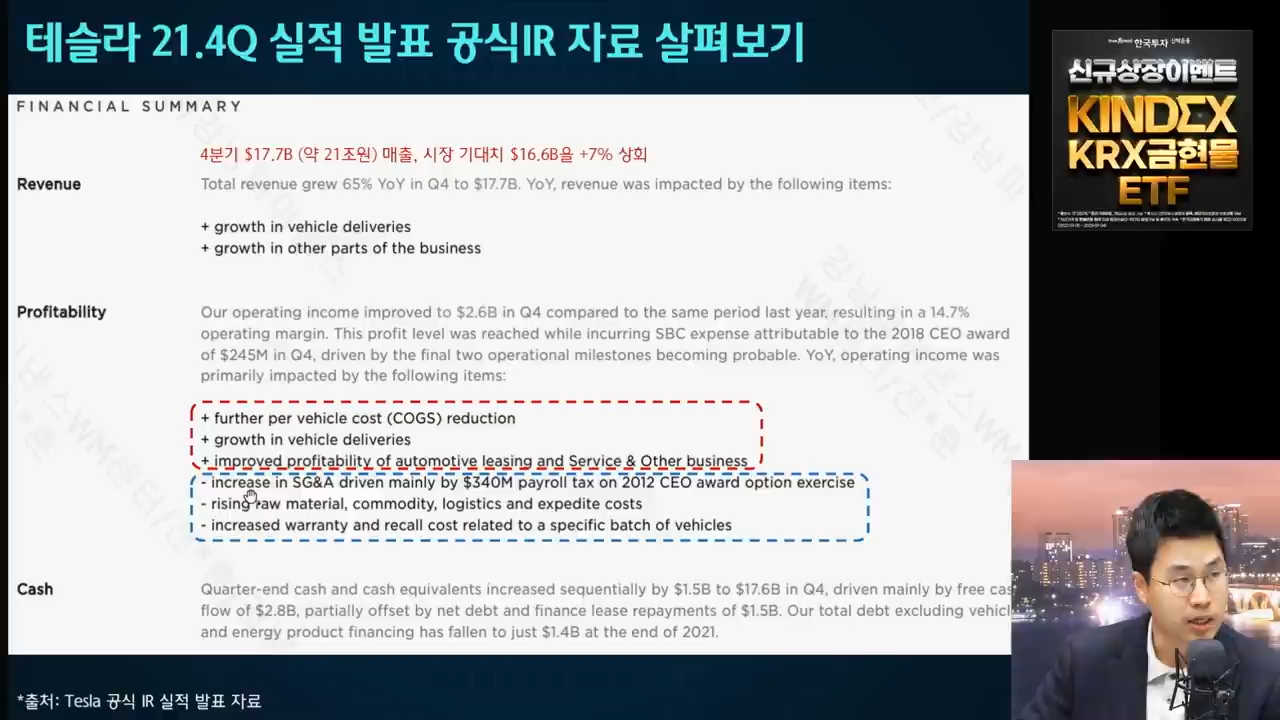 테슬라 21.4Q 실적 발표 공식IR 자료 살펴보기
한국투자 신탁운용
신규상장이벤트
KINDEX
KRX금현물
ETF
FINANCIAL SUMMARY
4분기 $17.7B (약 21조원) 매출, 시장 기대치 $16.6B을 +7% 상회
Revenue
Total revenue grew 65% YoY in Q4 to $17.7B. YoY, revenue was impacted by the following items:
+ growth in vehicle deliveries
+ growth in other parts of the business
Profitability
Our operating income improved to $2.6B in Q4 compared to the same period last year, resulting in a 14.7%
operating margin. This profit level was reached while incurring SBC expense attributable to the 2018 CEO award
of $245M in Q4, driven by the final two operational milestones becoming probable. YoY, operating income was
primarily impacted by the following items:
+ further per vehicle cost (COGS) reduction
+ growth in vehicle deliveries
+ improved profitability of automotive leasing and Service & Other business
- increase in SG&A driven mainly by $340M payroll tax on 2012 CEO award option exercise
- rising raw material, commodity, logistics and expedite costs
- increased warranty and recall cost related to a specific batch of vehicles
Cash
Quarter-end cash and cash equivalents increased sequentially by $1.5B to $17.6B in Q4, driven mainly by free cas
flow of $2.8B, partially offset by net debt and finance lease repayments of $1.5B. Our total debt excluding vehicl
and energy product financing has fallen to just $1.4B at the end of 2021.
*출처: Tesla 공식 IR 실적 발표 자료